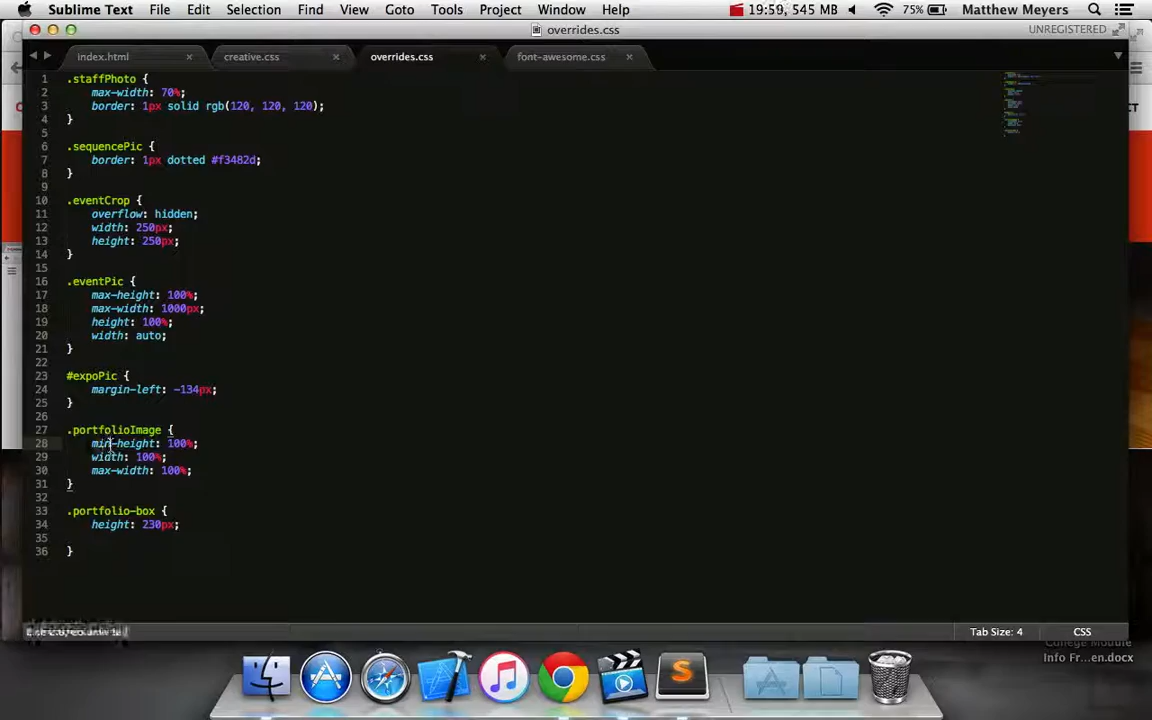 Sublime Text File Edit Selection Find View Goto Tools Project Window Help 19:59, 545 MB 75% Matthew Meyers
overrides.css UNREGISTERED
index.html × creative.css × overrides.css × font-awesome.css ×
1 .staffPhoto {
2 max-width: 70%;
3 border: 1px solid rgb(120, 120, 120);
4 }
5
6 .sequencePic {
7 border: 1px dotted #f3482d;
8 }
9
10 .eventCrop {
11 overflow: hidden;
12 width: 250px;
13 height: 250px;
14 }
15
16 .eventPic {
17 max-height: 100%;
18 max-width: 1000px;
19 height: 100%;
20 width: auto;
21 }
22
23 #expoPic {
24 margin-left: -134px;
25 }
26
27 .portfolioImage {
28 min-height: 100%;
29 width: 100%;
30 max-width: 100%;
31 }
32
33 .portfolio-box {
34 height: 230px;
35
36 }
Tab Size: 4 CSS
College Module
Info Fr...en.docx